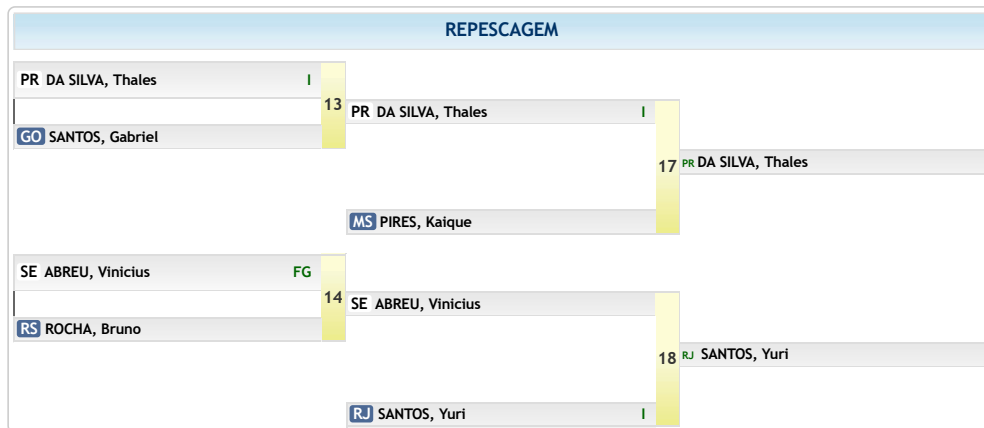 REPESCAGEM
PR DA SILVA, Thales I
13
GO SANTOS, Gabriel
PR DA SILVA, Thales I
17
MS PIRES, Kaique
PR DA SILVA, Thales
SE ABREU, Vinicius FG
14
RS ROCHA, Bruno
SE ABREU, Vinicius
18
RJ SANTOS, Yuri I
RJ SANTOS, Yuri